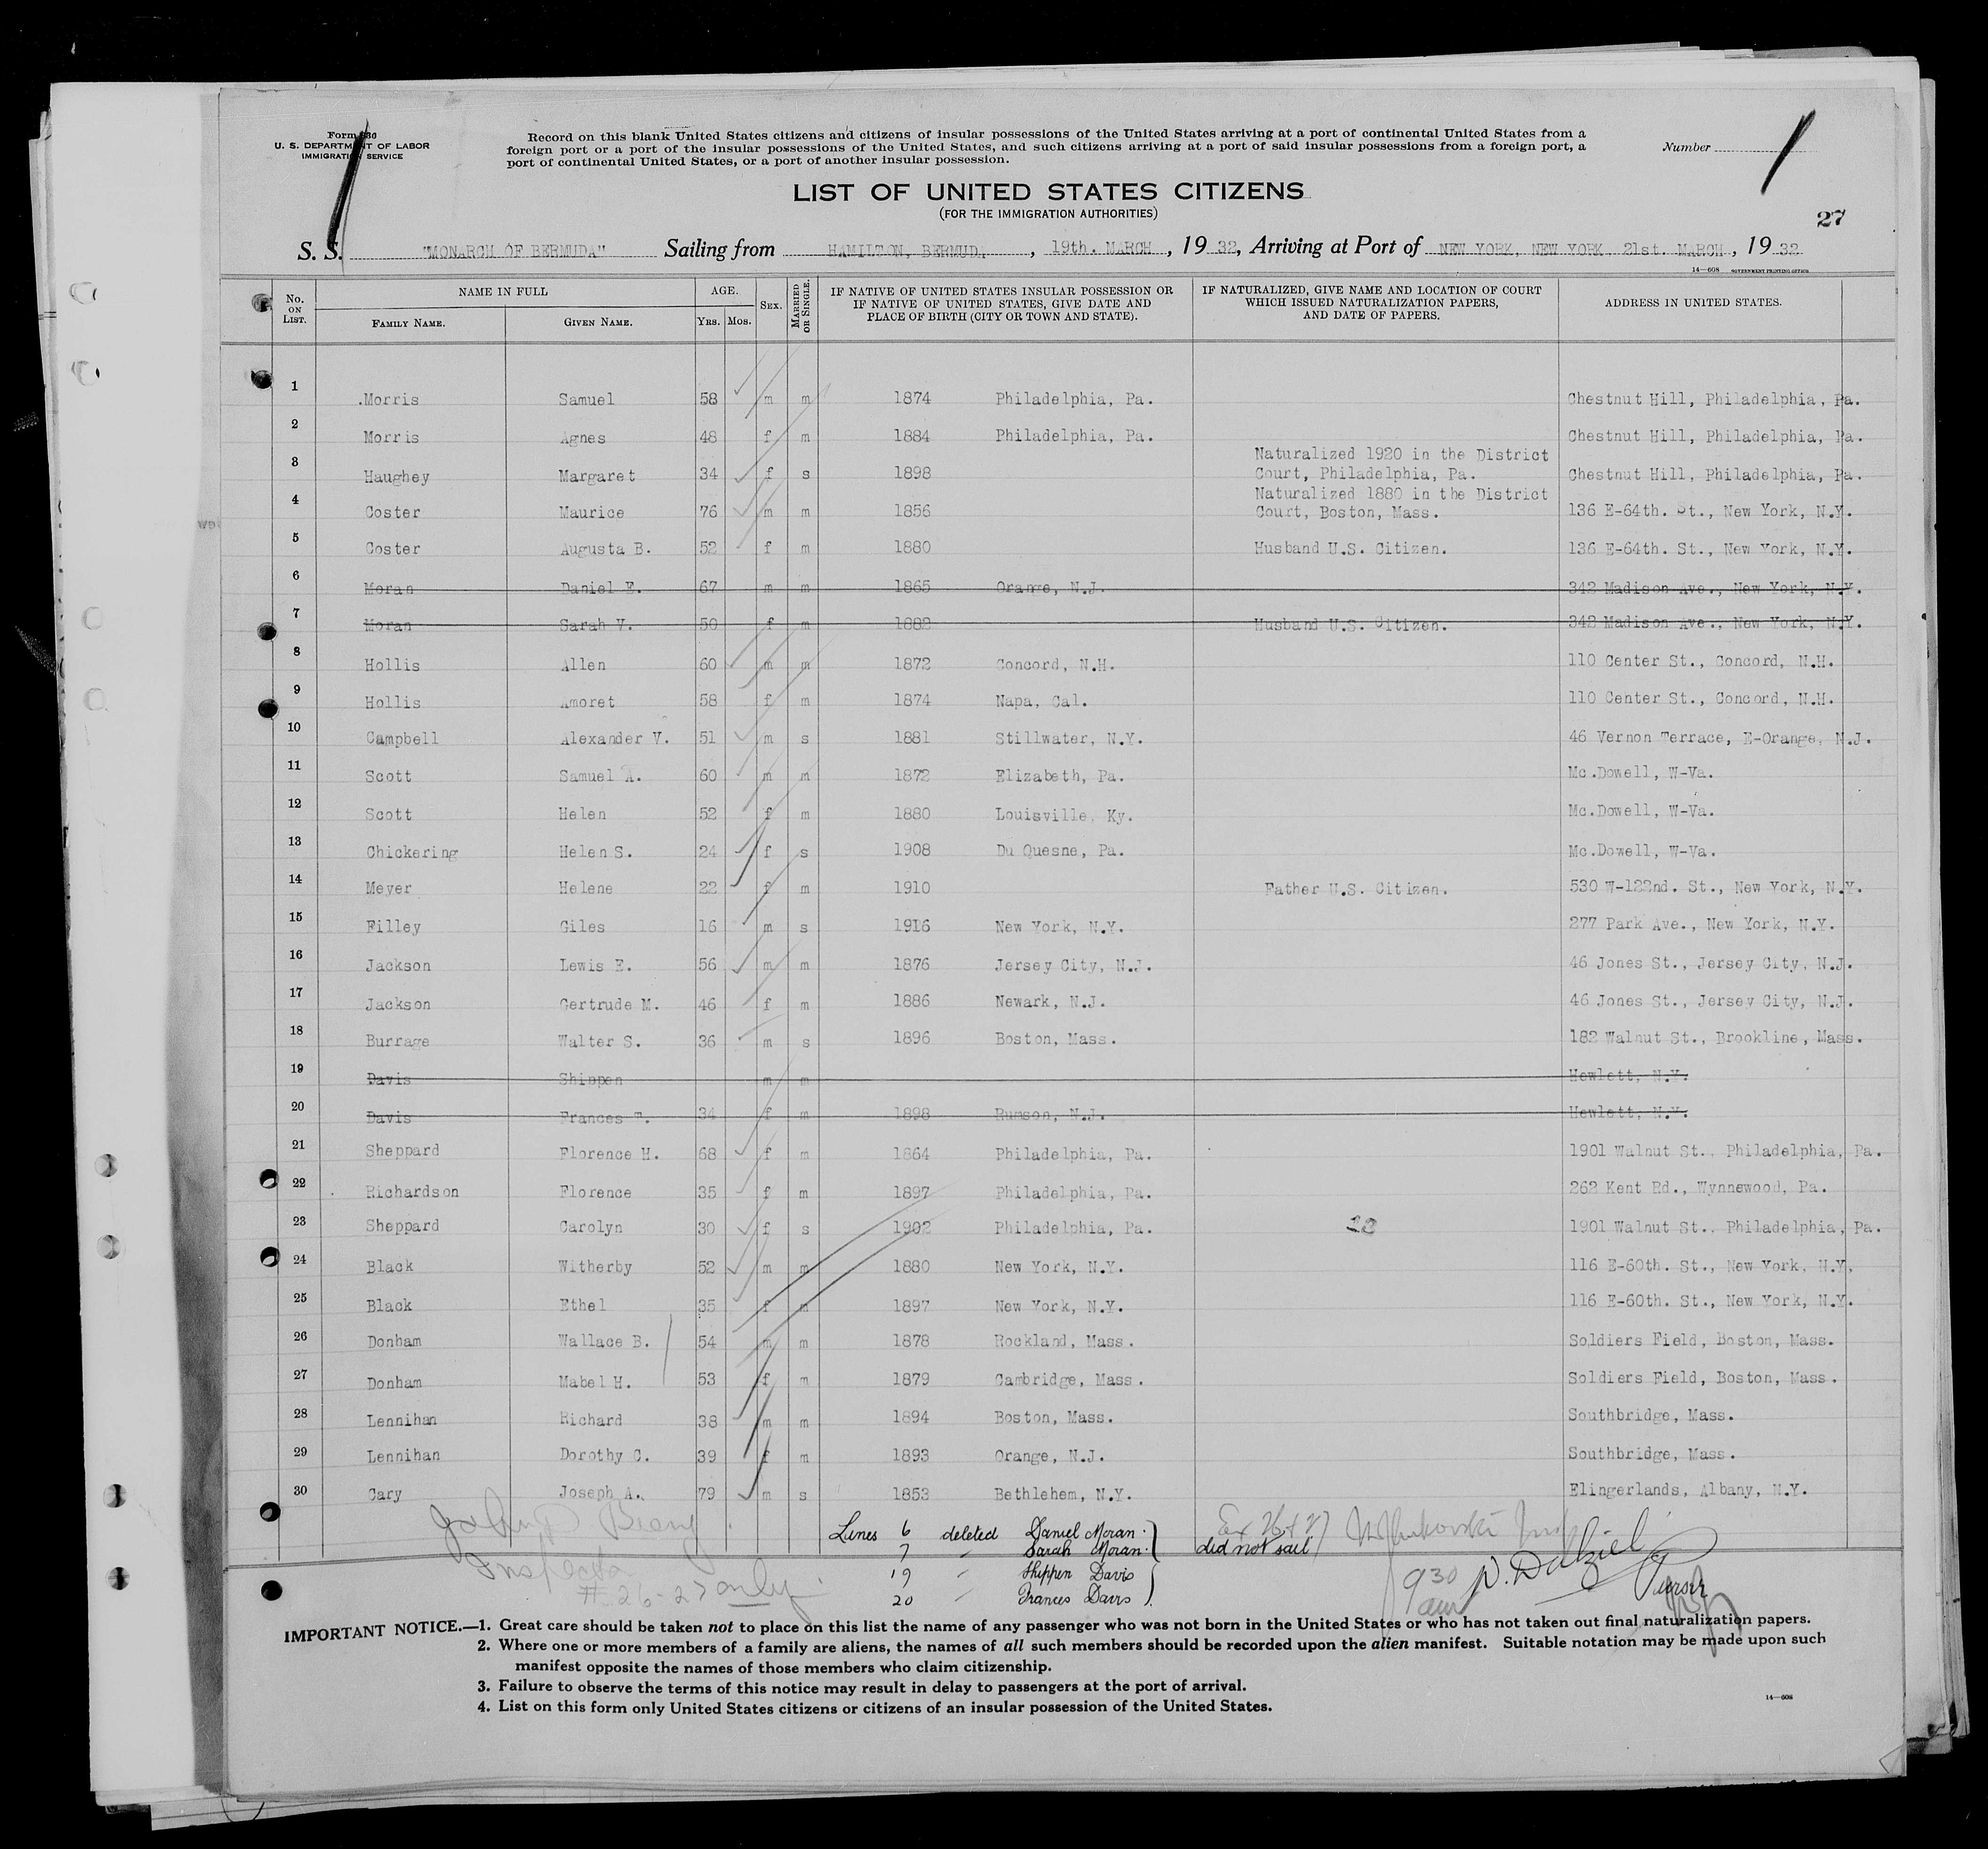 Form 630
U. S. DEPARTMENT OF LABOR
IMMIGRATION SERVICE
Record on this blank United States citizens and citizens of insular possessions of the United States arriving at a port of continental United States from a
foreign port or a port of the insular possessions of the United States, and such citizens arriving at a port of said insular possessions from a foreign port, a
port of continental United States, or a port of another insular possession.
Number
LIST OF UNITED STATES CITIZENS
(FOR THE IMMIGRATION AUTHORITIES)
27
S. S. "MONARCH OF BERMUDA" Sailing from HAMILTON, BERMUDA, 19th. MARCH, 1932, Arriving at Port of NEW YORK, NEW YORK 21st. MARCH, 1932
14—608 GOVERNMENT PRINTING OFFICE
No. ON LIST. NAME IN FULL FAMILY NAME. GIVEN NAME. AGE. YRS. MOS. SEX. MARRIED OR SINGLE. IF NATIVE OF UNITED STATES INSULAR POSSESSION OR IF NATIVE OF UNITED STATES, GIVE DATE AND PLACE OF BIRTH (CITY OR TOWN AND STATE). IF NATURALIZED, GIVE NAME AND LOCATION OF COURT WHICH ISSUED NATURALIZATION PAPERS, AND DATE OF PAPERS. ADDRESS IN UNITED STATES.
1 Morris Samuel 58 m m 1874 Philadelphia, Pa. Chestnut Hill, Philadelphia, Pa.
2 Morris Agnes 48 f m 1884 Philadelphia, Pa. Chestnut Hill, Philadelphia, Pa.
3 Haughey Margaret 34 f s 1898 Naturalized 1920 in the District Court, Philadelphia, Pa. Chestnut Hill, Philadelphia, Pa.
4 Coster Maurice 76 m m 1856 Naturalized 1880 in the District Court, Boston, Mass. 136 E-64th. St., New York, N.Y.
5 Coster Augusta B. 52 f m 1880 Husband U.S. Citizen. 136 E-64th. St., New York, N.Y.
6 Moran Daniel E. 67 m m 1865 Orange, N.J. 342 Madison Ave., New York, N.Y.
7 Moran Sarah V. 50 f m 1882 Husband U.S. Citizen. 342 Madison Ave., New York, N.Y.
8 Hollis Allen 60 m m 1872 Concord, N.H. 110 Center St., Concord, N.H.
9 Hollis Amoret 58 f m 1874 Napa, Cal. 110 Center St., Concord, N.H.
10 Campbell Alexander V. 51 m s 1881 Stillwater, N.Y. 46 Vernon Terrace, E-Orange, N.J.
11 Scott Samuel A. 60 m m 1872 Elizabeth, Pa. Mc.Dowell, W-Va.
12 Scott Helen 52 f m 1880 Louisville, Ky. Mc.Dowell, W-Va.
13 Chickering Helen S. 24 f s 1908 Du Quesne, Pa. Mc.Dowell, W-Va.
14 Meyer Helene 22 f m 1910 Father U.S. Citizen. 530 W-122nd. St., New York, N.Y.
15 Filley Giles 16 m s 1916 New York, N.Y. 277 Park Ave., New York, N.Y.
16 Jackson Lewis E. 56 m m 1876 Jersey City, N.J. 46 Jones St., Jersey City, N.J.
17 Jackson Gertrude M. 46 f m 1886 Newark, N.J. 46 Jones St., Jersey City, N.J.
18 Burrage Walter S. 36 m s 1896 Boston, Mass. 182 Walnut St., Brookline, Mass.
19 Davis Shippen m m Hewlett, N.Y.
20 Davis Frances T. 34 f m 1898 Rumson, N.J. Hewlett, N.Y.
21 Sheppard Florence H. 68 f m 1864 Philadelphia, Pa. 1901 Walnut St., Philadelphia, Pa.
22 Richardson Florence 35 f m 1897 Philadelphia, Pa. 262 Kent Rd., Wynnewood, Pa.
23 Sheppard Carolyn 30 f s 1902 Philadelphia, Pa. 1901 Walnut St., Philadelphia, Pa.
24 Black Witherby 52 m m 1880 New York, N.Y. 116 E-60th. St., New York, N.Y.
25 Black Ethel 35 f m 1897 New York, N.Y. 116 E-60th. St., New York, N.Y.
26 Donham Wallace B. 54 m m 1878 Rockland, Mass. Soldiers Field, Boston, Mass.
27 Donham Mabel H. 53 f m 1879 Cambridge, Mass. Soldiers Field, Boston, Mass.
28 Lennihan Richard 38 m m 1894 Boston, Mass. Southbridge, Mass.
29 Lennihan Dorothy C. 39 f m 1893 Orange, N.J. Southbridge, Mass.
30 Cary Joseph A. 79 m s 1853 Bethlehem, N.Y. Elingerlands, Albany, N.Y.
Lines 6 deleted Daniel Moran
7 " Sarah Moran did not sail
19 " Shippen Davis
20 " Frances Davis
Inspector
# 26-27 only
Ex 26 + 27
9 30 am
P. Dalziel Purser
IMPORTANT NOTICE.—1. Great care should be taken not to place on this list the name of any passenger who was not born in the United States or who has not taken out final naturalization papers.
2. Where one or more members of a family are aliens, the names of all such members should be recorded upon the alien manifest. Suitable notation may be made upon such
manifest opposite the names of those members who claim citizenship.
3. Failure to observe the terms of this notice may result in delay to passengers at the port of arrival.
4. List on this form only United States citizens or citizens of an insular possession of the United States.
14—608